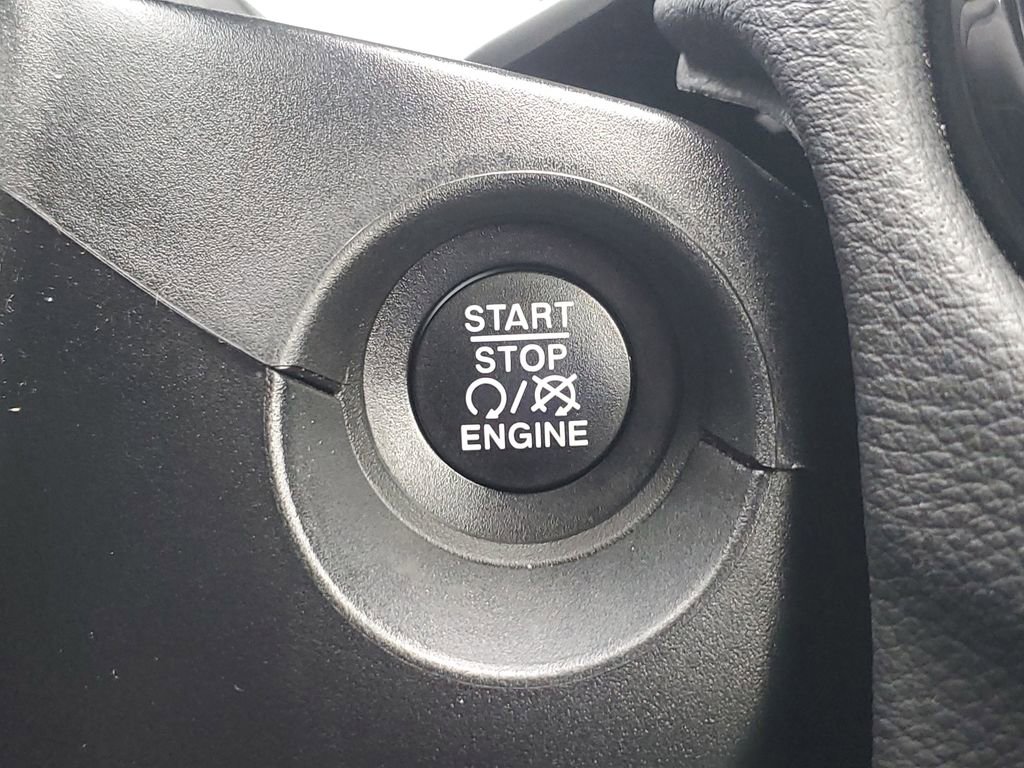 START
STOP
/
ENGINE